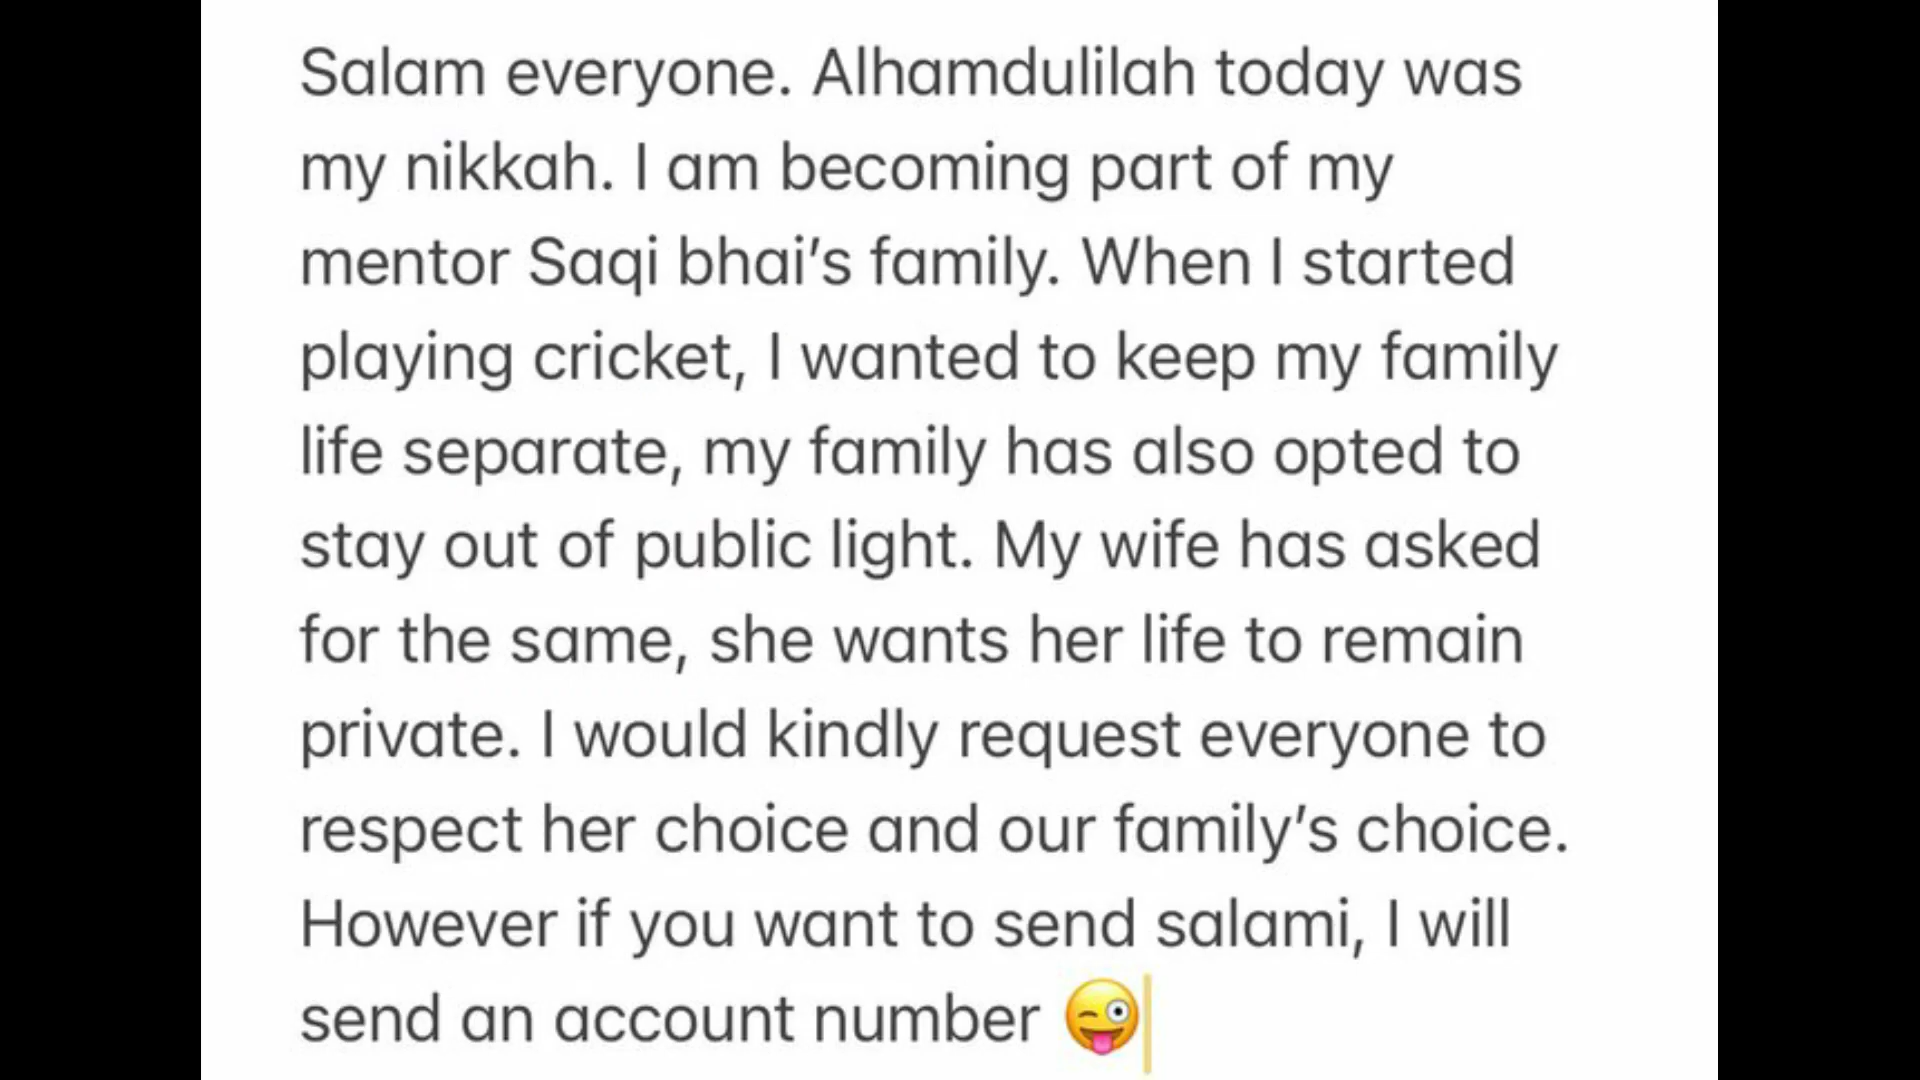 Salam everyone. Alhamdulilah today was
my nikkah. I am becoming part of my
mentor Saqi bhai’s family. When I started
playing cricket, I wanted to keep my family
life separate, my family has also opted to
stay out of public light. My wife has asked
for the same, she wants her life to remain
private. I would kindly request everyone to
respect her choice and our family’s choice.
However if you want to send salami, I will
send an account number 😜